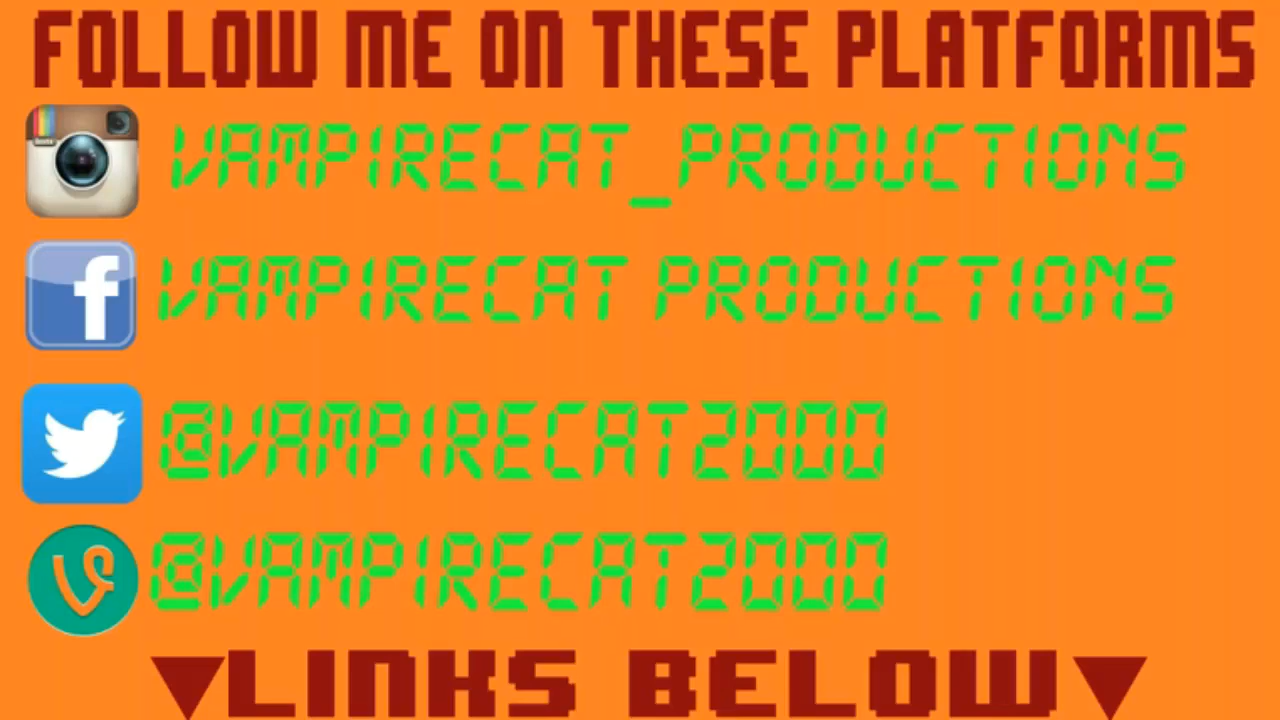 FOLLOW ME ON THESE PLATFORMS
VAMPIRECAT_PRODUCTIONS
VAMPIRECAT PRODUCTIONS
@VAMPIRECAT2000
@VAMPIRECAT2000
▼LINKS BELOW▼